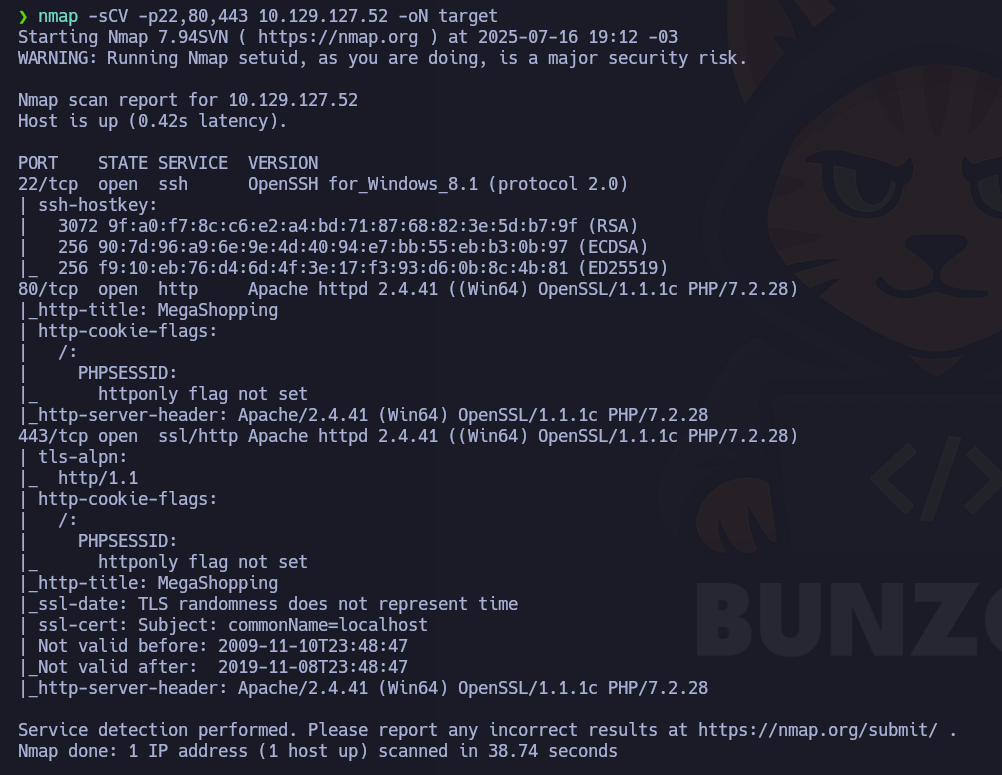 ❯ nmap -sCV -p22,80,443 10.129.127.52 -oN target
Starting Nmap 7.94SVN ( https://nmap.org ) at 2025-07-16 19:12 -03
WARNING: Running Nmap setuid, as you are doing, is a major security risk.

Nmap scan report for 10.129.127.52
Host is up (0.42s latency).

PORT    STATE SERVICE  VERSION
22/tcp  open  ssh      OpenSSH for_Windows_8.1 (protocol 2.0)
| ssh-hostkey:
|   3072 9f:a0:f7:8c:c6:e2:a4:bd:71:87:68:82:3e:5d:b7:9f (RSA)
|   256 90:7d:96:a9:6e:9e:4d:40:94:e7:bb:55:eb:b3:0b:97 (ECDSA)
|_  256 f9:10:eb:76:d4:6d:4f:3e:17:f3:93:d6:0b:8c:4b:81 (ED25519)
80/tcp  open  http     Apache httpd 2.4.41 ((Win64) OpenSSL/1.1.1c PHP/7.2.28)
|_http-title: MegaShopping
| http-cookie-flags:
|   /:
|     PHPSESSID:
|_      httponly flag not set
|_http-server-header: Apache/2.4.41 (Win64) OpenSSL/1.1.1c PHP/7.2.28
443/tcp open  ssl/http Apache httpd 2.4.41 ((Win64) OpenSSL/1.1.1c PHP/7.2.28)
| tls-alpn:
|_  http/1.1
| http-cookie-flags:
|   /:
|     PHPSESSID:
|_      httponly flag not set
|_http-title: MegaShopping
|_ssl-date: TLS randomness does not represent time
| ssl-cert: Subject: commonName=localhost
| Not valid before: 2009-11-10T23:48:47
|_Not valid after:  2019-11-08T23:48:47
|_http-server-header: Apache/2.4.41 (Win64) OpenSSL/1.1.1c PHP/7.2.28

Service detection performed. Please report any incorrect results at https://nmap.org/submit/ .
Nmap done: 1 IP address (1 host up) scanned in 38.74 seconds